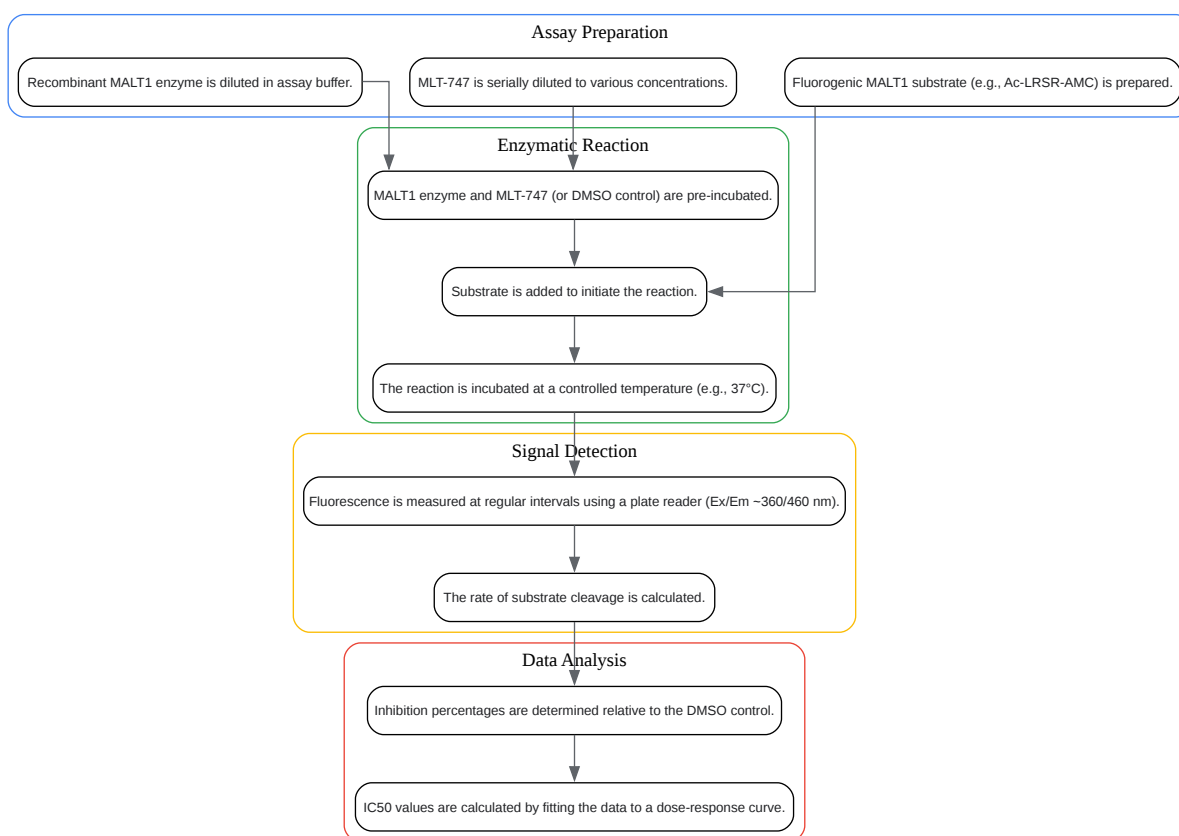 Assay Preparation
Recombinant MALT1 enzyme is diluted in assay buffer.
MLT-747 is serially diluted to various concentrations.
Fluorogenic MALT1 substrate (e.g., Ac-LRSR-AMC) is prepared.
Enzymatic Reaction
MALT1 enzyme and MLT-747 (or DMSO control) are pre-incubated.
Substrate is added to initiate the reaction.
The reaction is incubated at a controlled temperature (e.g., 37°C).
Signal Detection
Fluorescence is measured at regular intervals using a plate reader (Ex/Em ~360/460 nm).
The rate of substrate cleavage is calculated.
Data Analysis
Inhibition percentages are determined relative to the DMSO control.
IC50 values are calculated by fitting the data to a dose-response curve.